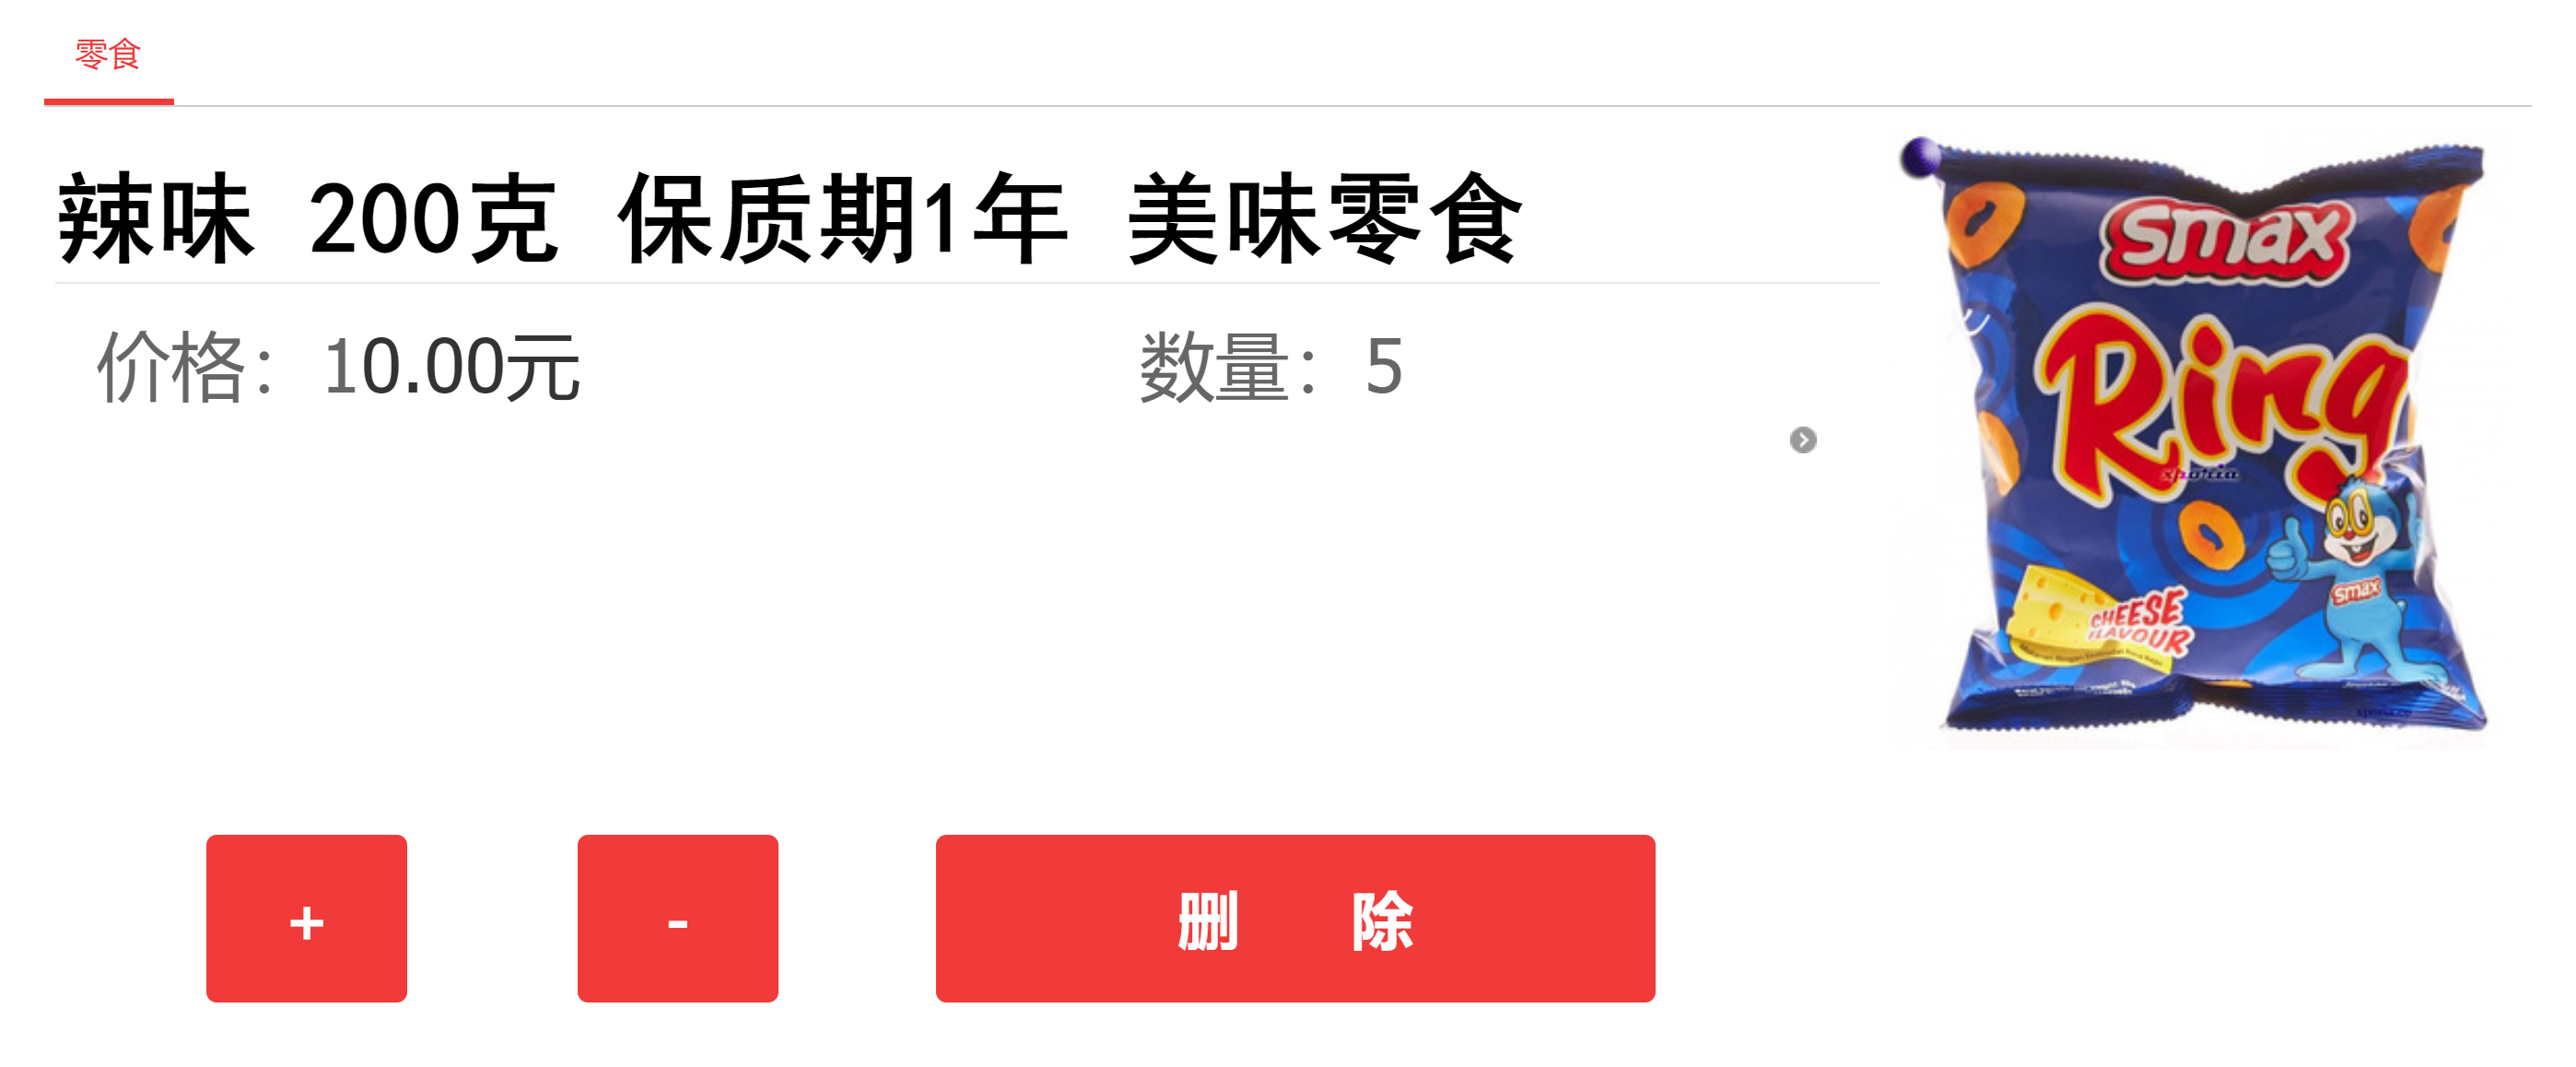 零食
辣味 200克 保质期1年 美味零食
价格：10.00元
数量：5
smax
Ring
xporia
smax
CHEESE
FLAVOUR
+
-
删 除